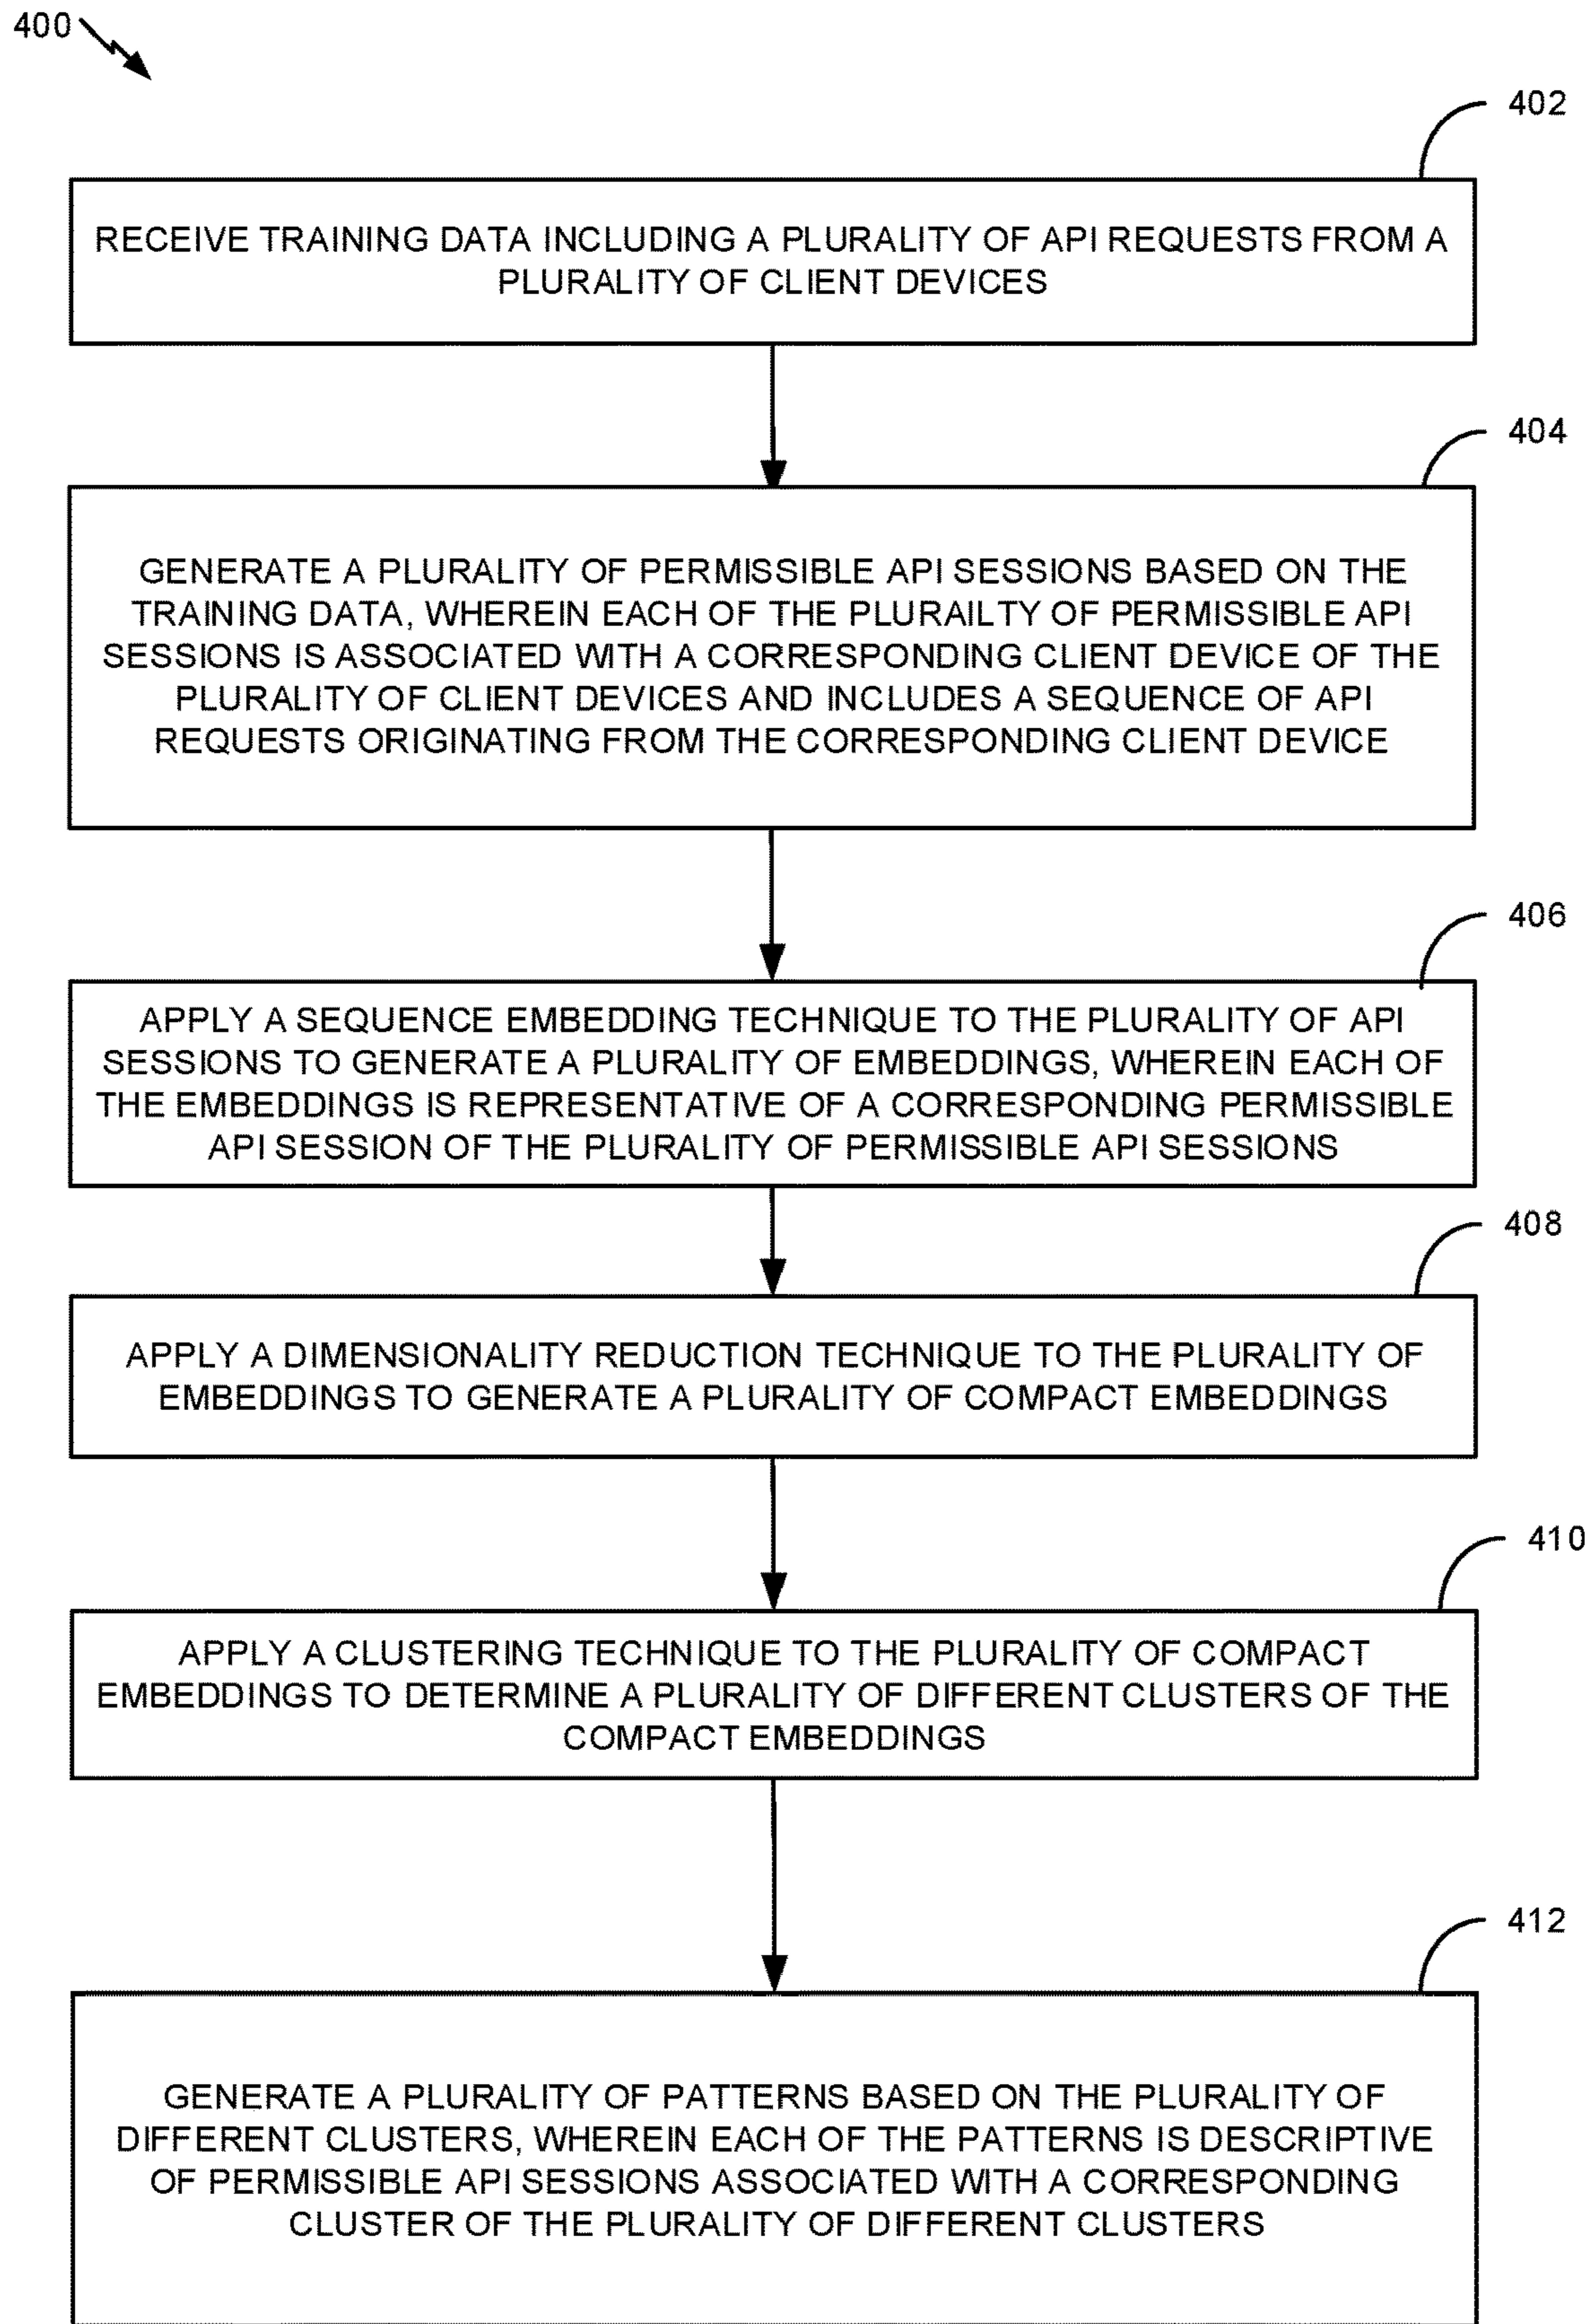 400
402
RECEIVE TRAINING DATA INCLUDING A PLURALITY OF API REQUESTS FROM A
PLURALITY OF CLIENT DEVICES
404
GENERATE A PLURALITY OF PERMISSIBLE API SESSIONS BASED ON THE
TRAINING DATA, WHEREIN EACH OF THE PLURAILTY OF PERMISSIBLE API
SESSIONS IS ASSOCIATED WITH A CORRESPONDING CLIENT DEVICE OF THE
PLURALITY OF CLIENT DEVICES AND INCLUDES A SEQUENCE OF API
REQUESTS ORIGINATING FROM THE CORRESPONDING CLIENT DEVICE
406
APPLY A SEQUENCE EMBEDDING TECHNIQUE TO THE PLURALITY OF API
SESSIONS TO GENERATE A PLURALITY OF EMBEDDINGS, WHEREIN EACH OF
THE EMBEDDINGS IS REPRESENTATIVE OF A CORRESPONDING PERMISSIBLE
API SESSION OF THE PLURALITY OF PERMISSIBLE API SESSIONS
408
APPLY A DIMENSIONALITY REDUCTION TECHNIQUE TO THE PLURALITY OF
EMBEDDINGS TO GENERATE A PLURALITY OF COMPACT EMBEDDINGS
410
APPLY A CLUSTERING TECHNIQUE TO THE PLURALITY OF COMPACT
EMBEDDINGS TO DETERMINE A PLURALITY OF DIFFERENT CLUSTERS OF THE
COMPACT EMBEDDINGS
412
GENERATE A PLURALITY OF PATTERNS BASED ON THE PLURALITY OF
DIFFERENT CLUSTERS, WHEREIN EACH OF THE PATTERNS IS DESCRIPTIVE
OF PERMISSIBLE API SESSIONS ASSOCIATED WITH A CORRESPONDING
CLUSTER OF THE PLURALITY OF DIFFERENT CLUSTERS